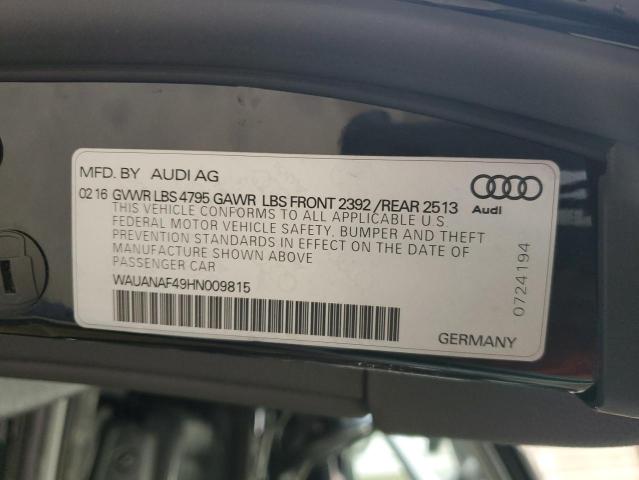 MFD. BY AUDI AG
02 16 GVWR LBS 4795 GAWR LBS FRONT 2392 /REAR 2513
THIS VEHICLE CONFORMS TO ALL APPLICABLE U S
FEDERAL MOTOR VEHICLE SAFETY, BUMPER AND THEFT
PREVENTION STANDARDS IN EFFECT ON THE DATE OF
MANUFACTURE SHOWN ABOVE
PASSENGER CAR
WAUANAF49HN009815
Audi
0724194
GERMANY